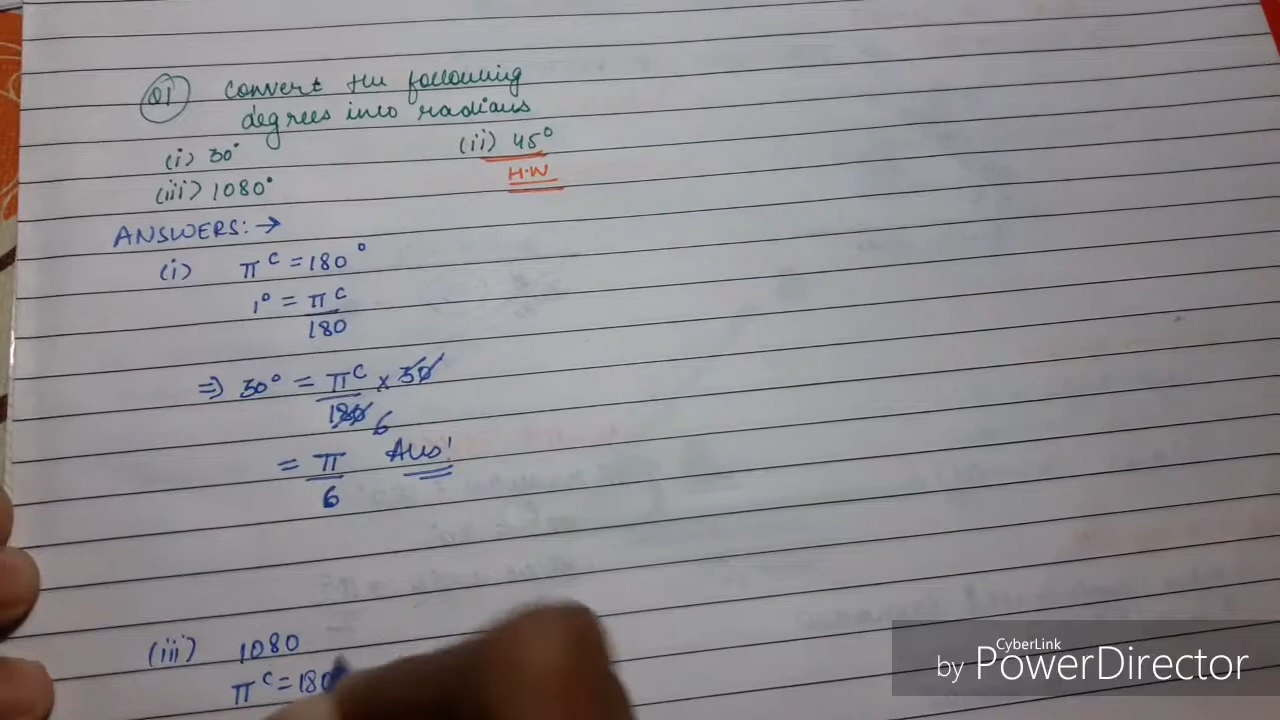 Q1 Convert the following
degrees into radians
(i) 30° (ii) 45°
H.W
(iii) 1080°
ANSWERS:→
(i) π^c = 180°
1° = π^c
180
⇒ 30° = π^c × 30
180 6
= π Ans!
6
(iii) 1080
π^c = 180
CyberLink
by PowerDirector